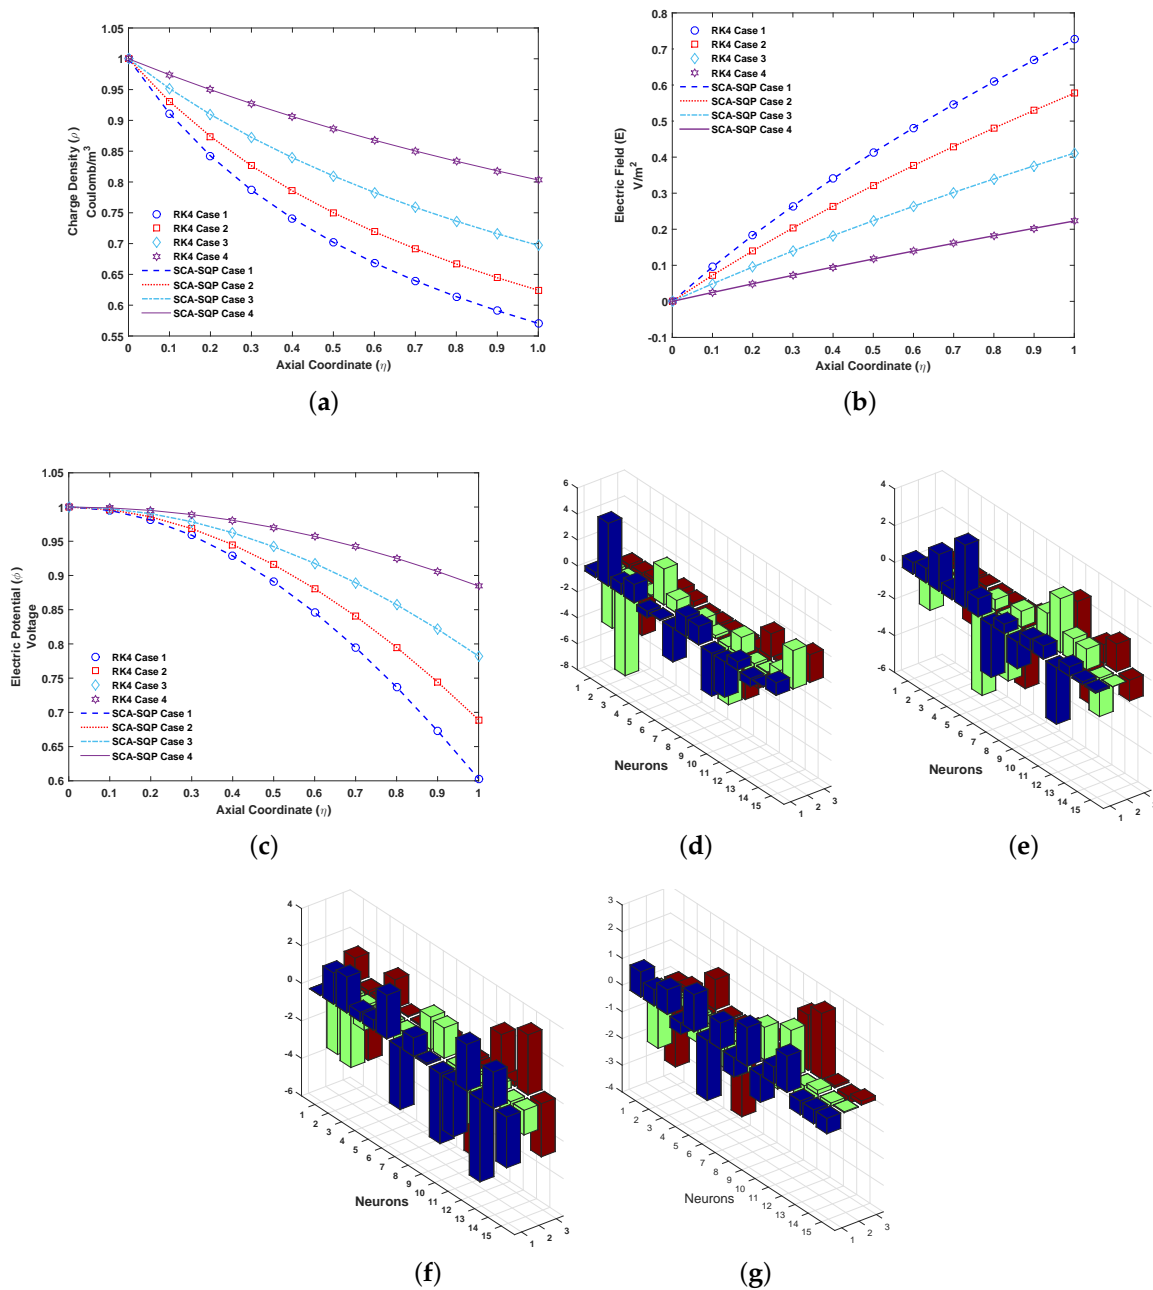 1.05
1
0.95
0.9
0.85
0.8
0.75
0.7
0.65
0.6
0.55
Charge Density (ρ)
Coulomb/m³
RK4 Case 1
RK4 Case 2
RK4 Case 3
RK4 Case 4
SCA-SQP Case 1
SCA-SQP Case 2
SCA-SQP Case 3
SCA-SQP Case 4
0 0.1 0.2 0.3 0.4 0.5 0.6 0.7 0.8 0.9 1.0
Axial Coordinate (η)
(a)
0.8
0.7
0.6
0.5
0.4
0.3
0.2
0.1
0
-0.1
Electric Field (E)
V/m²
RK4 Case 1
RK4 Case 2
RK4 Case 3
RK4 Case 4
SCA-SQP Case 1
SCA-SQP Case 2
SCA-SQP Case 3
SCA-SQP Case 4
0 0.1 0.2 0.3 0.4 0.5 0.6 0.7 0.8 0.9 1
Axial Coordinate (η)
(b)
1.05
1
0.95
0.9
0.85
0.8
0.75
0.7
0.65
0.6
Electric Potential (ϕ)
Voltage
RK4 Case 1
RK4 Case 2
RK4 Case 3
RK4 Case 4
SCA-SQP Case 1
SCA-SQP Case 2
SCA-SQP Case 3
SCA-SQP Case 4
0 0.1 0.2 0.3 0.4 0.5 0.6 0.7 0.8 0.9 1
Axial Coordinate (η)
(c)
6
4
2
0
-2
-4
-6
-8
1 2 3 4 5 6 7 8 9 10 11 12 13 14 15
Neurons
1 2 3
(d)
4
2
0
-2
-4
-6
1 2 3 4 5 6 7 8 9 10 11 12 13 14 15
Neurons
1 2 3
(e)
4
2
0
-2
-4
-6
1 2 3 4 5 6 7 8 9 10 11 12 13 14 15
Neurons
1 2 3
(f)
3
2
1
0
-1
-2
-3
-4
1 2 3 4 5 6 7 8 9 10 11 12 13 14 15
Neurons
1 2 3
(g)